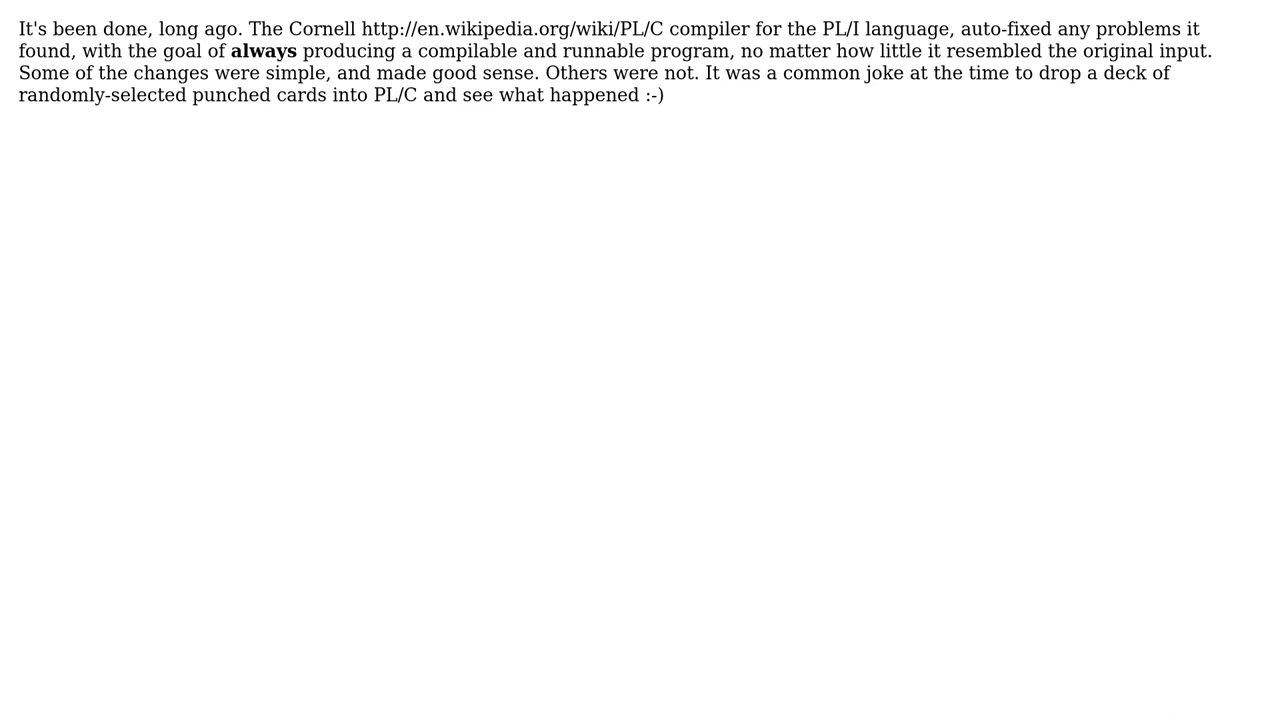 It's been done, long ago. The Cornell http://en.wikipedia.org/wiki/PL/C compiler for the PL/I language, auto-fixed any problems it
found, with the goal of always producing a compilable and runnable program, no matter how little it resembled the original input.
Some of the changes were simple, and made good sense. Others were not. It was a common joke at the time to drop a deck of
randomly-selected punched cards into PL/C and see what happened :-)